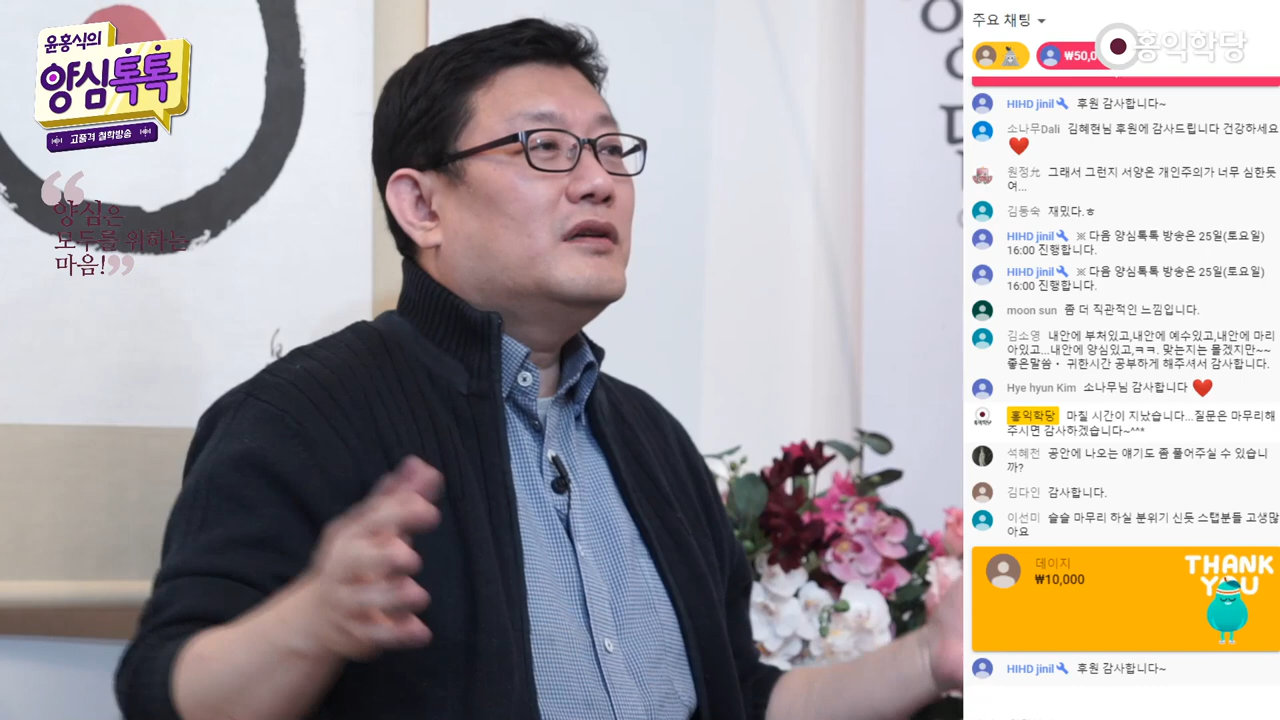 윤홍식의
양심톡톡
고품격 철학방송
양심은
모두를 위하는
마음!
주요 채팅
홍익학당
₩50,0
HIHD jinil 후원 감사합니다~
소나무Dali 김혜현님 후원에 감사드립니다 건강하세요
❤️
원정允 그래서 그런지 서양은 개인주의가 너무 심한듯
여...
김동숙 재밌다.ㅎ
HIHD jinil ※ 다음 양심톡톡 방송은 25일(토요일)
16:00 진행합니다.
HIHD jinil ※ 다음 양심톡톡 방송은 25일(토요일)
16:00 진행합니다.
moon sun 좀 더 직관적인 느낌입니다.
김소영 내안에 부처있고,내안에 예수있고,내안에 마리
아있고...내안에 양심있고,ㅋㅋ. 맞는지는 몰겠지만~~
좋은말씀· 귀한시간 공부하게 해주셔서 감사합니다.
Hye hyun Kim 소나무님 감사합니다 ❤️
홍익학당 마칠 시간이 지났습니다...질문은 마무리해
주시면 감사하겠습니다~^^*
석혜전 공안에 나오는 얘기도 좀 풀어주실 수 있습니
까?
김다인 감사합니다.
이선미 슬슬 마무리 하실 분위기 신듯 스탭분들 고생많
아요
데이지
₩10,000
THANK
YOU
HIHD jinil 후원 감사합니다~